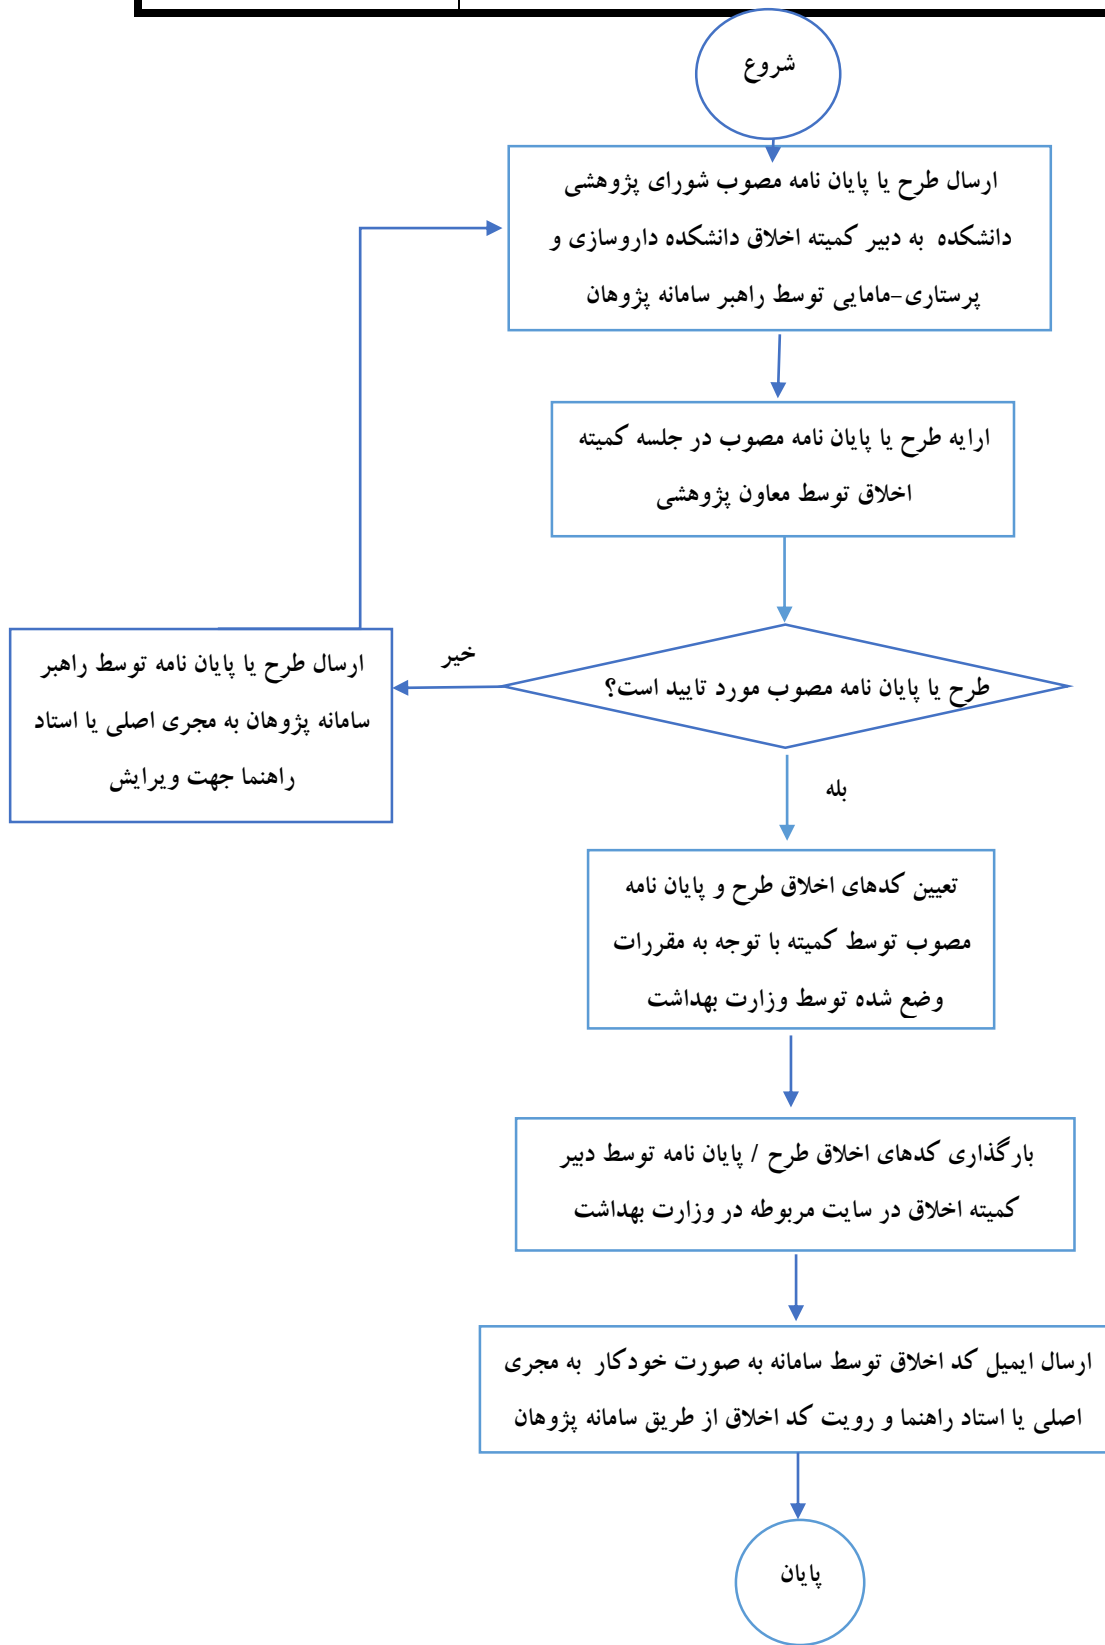 شروع
ارسال طرح یا پایان نامه مصوب شورای پژوهشی
دانشکده به دبیر کمیته اخلاق دانشکده داروسازی و
پرستاری-مامایی توسط راهبر سامانه پژوهان
ارایه طرح یا پایان نامه مصوب در جلسه کمیته
اخلاق توسط معاون پژوهشی
طرح یا پایان نامه مصوب مورد تایید است؟
خیر
ارسال طرح یا پایان نامه توسط راهبر
سامانه پژوهان به مجری اصلی یا استاد
راهنما جهت ویرایش
بله
تعیین کدهای اخلاق طرح و پایان نامه
مصوب توسط کمیته با توجه به مقررات
وضع شده توسط وزارت بهداشت
بارگذاری کدهای اخلاق طرح / پایان نامه توسط دبیر
کمیته اخلاق در سایت مربوطه در وزارت بهداشت
ارسال ایمیل کد اخلاق توسط سامانه به صورت خودکار به مجری
اصلی یا استاد راهنما و رویت کد اخلاق از طریق سامانه پژوهان
پایان